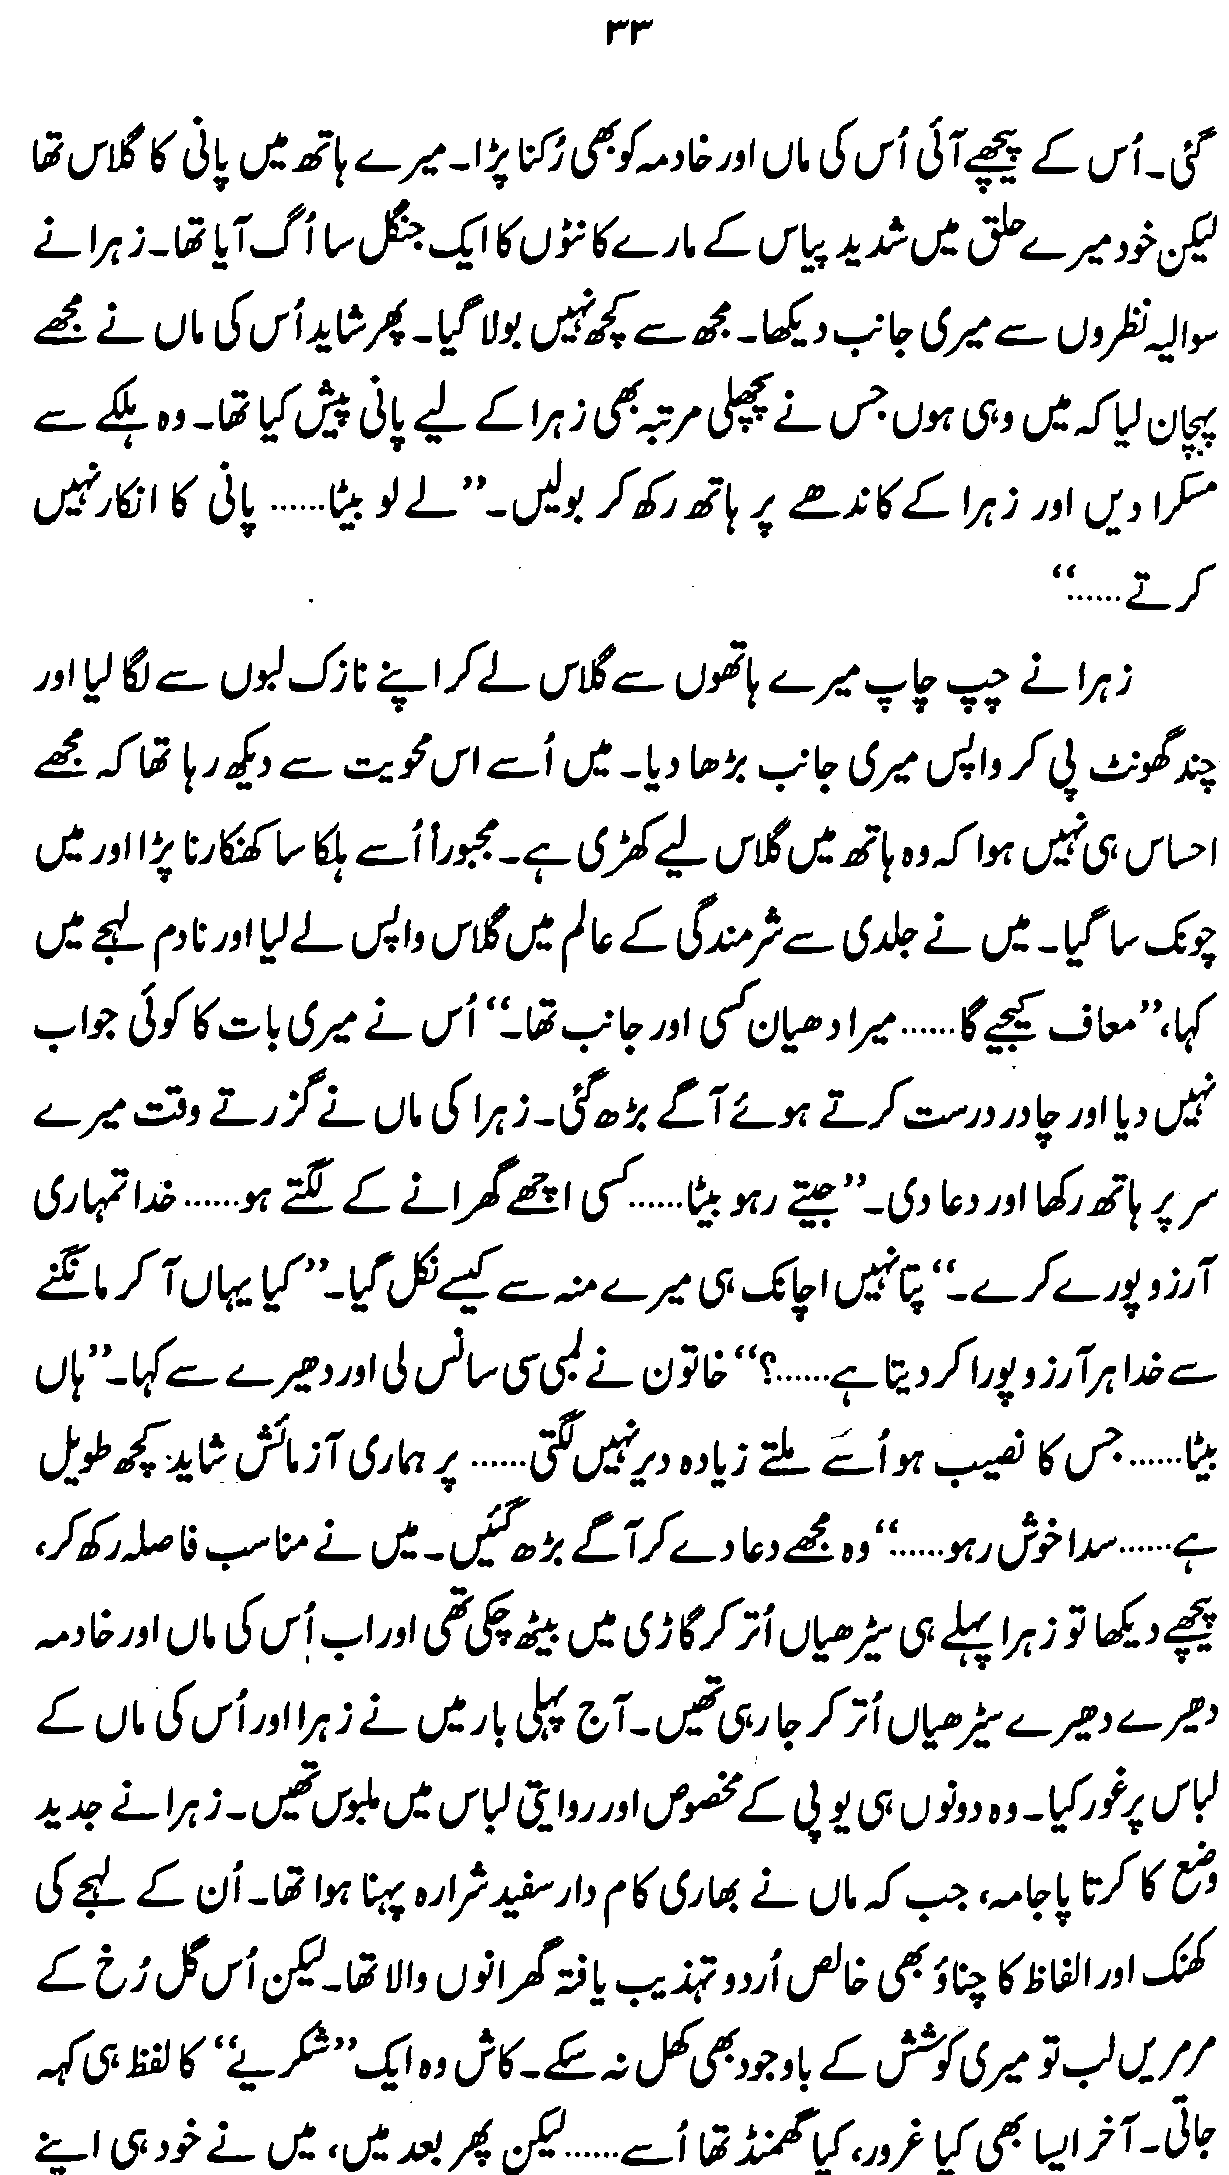 ۳۳
گئی۔ اُس کے پیچھے آئی اُس کی ماں اور خادمہ کو بھی رُکنا پڑا۔ میرے ہاتھ میں پانی کا گلاس تھا
لیکن خود میرے حلق میں شدید پیاس کے مارے کانٹوں کا ایک جنگل سا اُگ آیا تھا۔ زہرا نے
سوالیہ نظروں سے میری جانب دیکھا۔ مجھ سے کچھ نہیں بولا گیا۔ پھر شاید اُس کی ماں نے مجھے
پہچان لیا کہ میں وہی ہوں جس نے پچھلی مرتبہ بھی زہرا کے لیے پانی پیش کیا تھا۔ وہ ہلکے سے
مسکرا دیں اور زہرا کے کاندھے پر ہاتھ رکھ کر بولیں۔ ”لے لو بیٹا...... پانی کا انکار نہیں
کرتے......“
زہرا نے چپ چاپ میرے ہاتھوں سے گلاس لے کر اپنے نازک لبوں سے لگا لیا اور
چند گھونٹ پی کر واپس میری جانب بڑھا دیا۔ میں اُسے اس محویت سے دیکھ رہا تھا کہ مجھے
احساس ہی نہیں ہوا کہ وہ ہاتھ میں گلاس لیے کھڑی ہے۔ مجبوراً اُسے ہلکا سا کھنکارنا پڑا اور میں
چونک سا گیا۔ میں نے جلدی سے شرمندگی کے عالم میں گلاس واپس لے لیا اور نادم لہجے میں
کہا، ”معاف کیجیے گا...... میرا دھیان کسی اور جانب تھا۔“ اُس نے میری بات کا کوئی جواب
نہیں دیا اور چادر درست کرتے ہوئے آگے بڑھ گئی۔ زہرا کی ماں نے گزرتے وقت میرے
سر پر ہاتھ رکھا اور دعا دی۔ ”جیتے رہو بیٹا...... کسی اچھے گھرانے کے لگتے ہو...... خدا تمہاری
آرزو پورے کرے۔“ پتا نہیں اچانک ہی میرے منہ سے کیسے نکل گیا۔ ”کیا یہاں آ کر مانگنے
سے خدا ہر آرزو پورا کر دیتا ہے......؟“ خاتون نے لمبی سی سانس لی اور دھیرے سے کہا۔ ”ہاں
بیٹا...... جس کا نصیب ہو اُسے ملتے زیادہ دیر نہیں لگتی...... پر ہماری آزمائش شاید کچھ طویل
ہے...... سدا خوش رہو......“ وہ مجھے دعا دے کر آگے بڑھ گئیں۔ میں نے مناسب فاصلہ رکھ کر،
پیچھے دیکھا تو زہرا پہلے ہی سیڑھیاں اُتر کر گاڑی میں بیٹھ چکی تھی اور اب اُس کی ماں اور خادمہ
دھیرے دھیرے سیڑھیاں اُتر کر جا رہی تھیں۔ آج پہلی بار میں نے زہرا اور اُس کی ماں کے
لباس پر غور کیا۔ وہ دونوں ہی یو پی کے مخصوص اور روایتی لباس میں ملبوس تھیں۔ زہرا نے جدید
وضع کا کرتا پاجامہ، جب کہ ماں نے بھاری کام دار سفید شرارہ پہنا ہوا تھا۔ اُن کے لہجے کی
کھنک اور الفاظ کا چناؤ بھی خالص اُردو تہذیب یافتہ گھرانوں والا تھا۔ لیکن اُس گل رُخ کے
مرمریں لب تو میری کوشش کے باوجود بھی کھل نہ سکے۔ کاش وہ ایک ”شکریے“ کا لفظ ہی کہہ
جاتی۔ آخر ایسا بھی کیا غرور، کیا گھمنڈ تھا اُسے...... لیکن پھر بعد میں، میں نے خود ہی اپنے